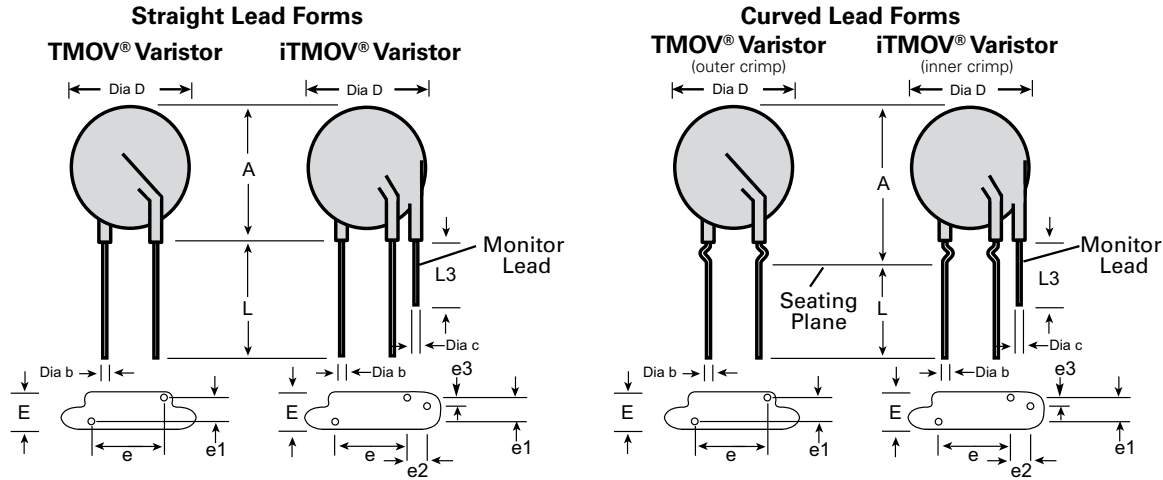 Straight Lead Forms
TMOV® Varistor
iTMOV® Varistor
Dia D
Dia D
A
L
L3
Monitor
Lead
Dia c
Dia b
Dia b
E
e
e1
E
e
e2
e3
e1
Curved Lead Forms
TMOV® Varistor
(outer crimp)
iTMOV® Varistor
(inner crimp)
Dia D
Dia D
A
Seating
Plane
L
L3
Monitor
Lead
Dia c
Dia b
Dia b
E
e
e1
E
e
e2
e3
e1